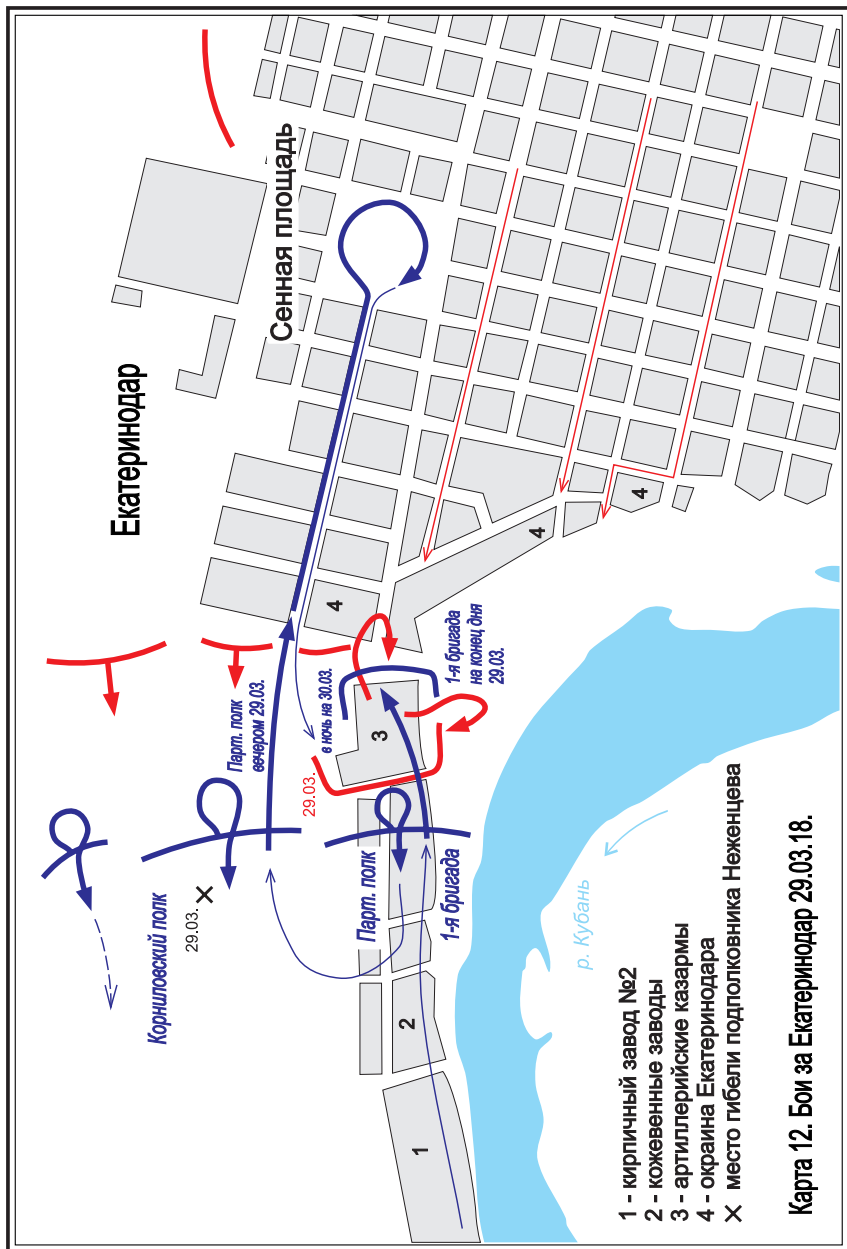 Екатеринодар
Сенная площадь
Корниловский полк
29.03.
Парт. полк
вечером 29.03.
в ночь на 30.03.
29.03.
Парт. полк
1-я бригада
1-я бригада
на конец дня
29.03.
1
2
3
4
4
4
р. Кубань
1 - кирпичный завод №2
2 - кожевенные заводы
3 - артиллерийские казармы
4 - окраина Екатеринодара
× место гибели подполковника Неженцева
Карта 12. Бои за Екатеринодар 29.03.18.